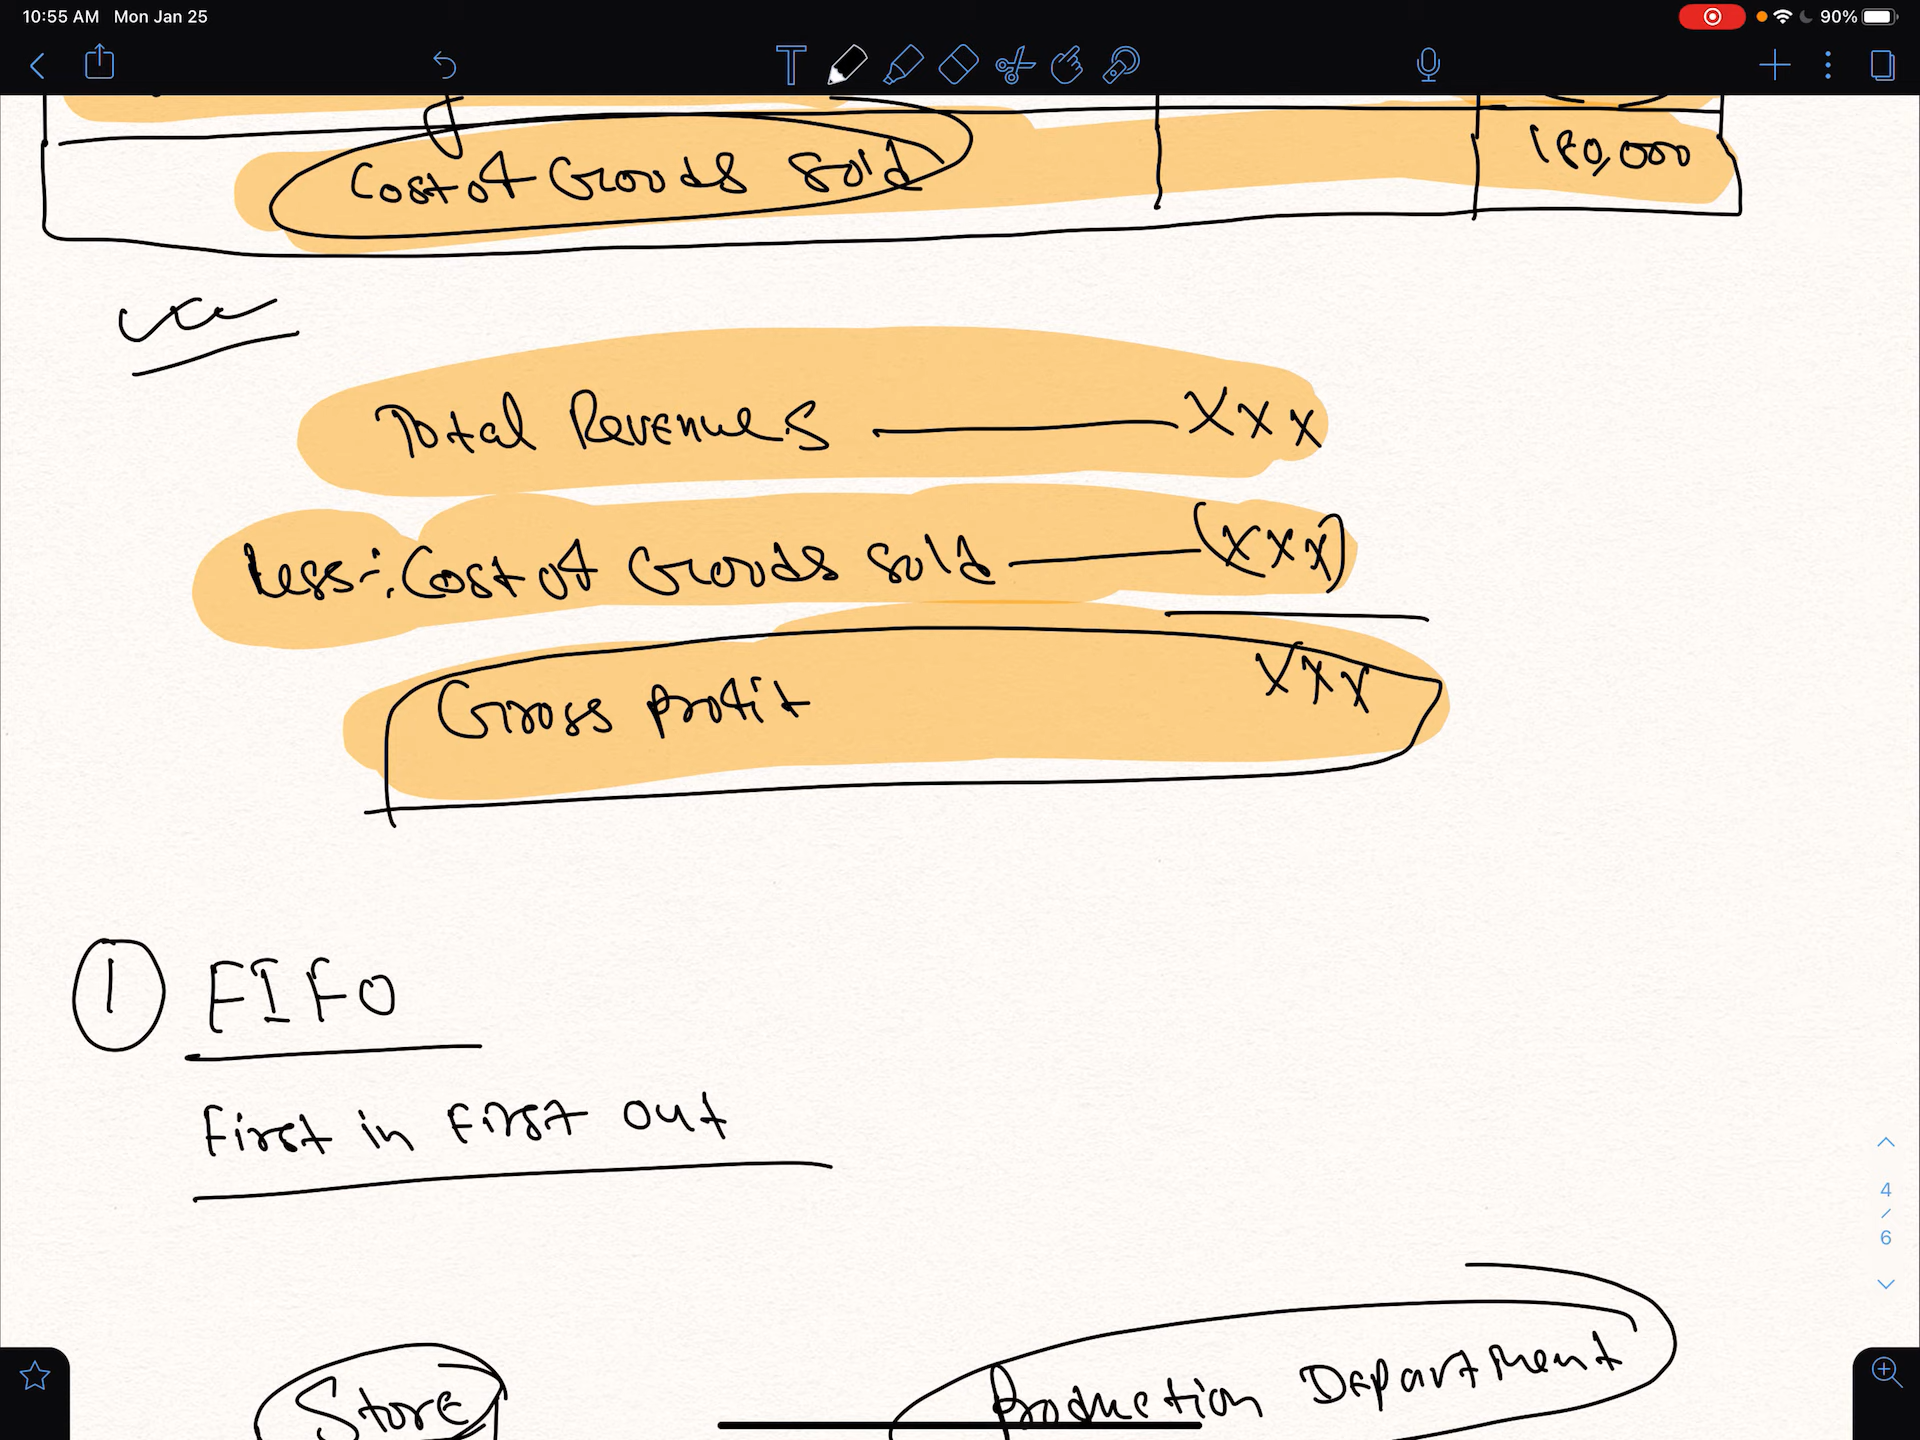 10:55 AM Mon Jan 25
90%
T
Cost of Goods Sold 180,000
Total Revenues XXX
Less:- Cost of Goods Sold (XXX)
Gross Profit XXX
1 FIFO
First in First Out
4
/
6
Store Production Department